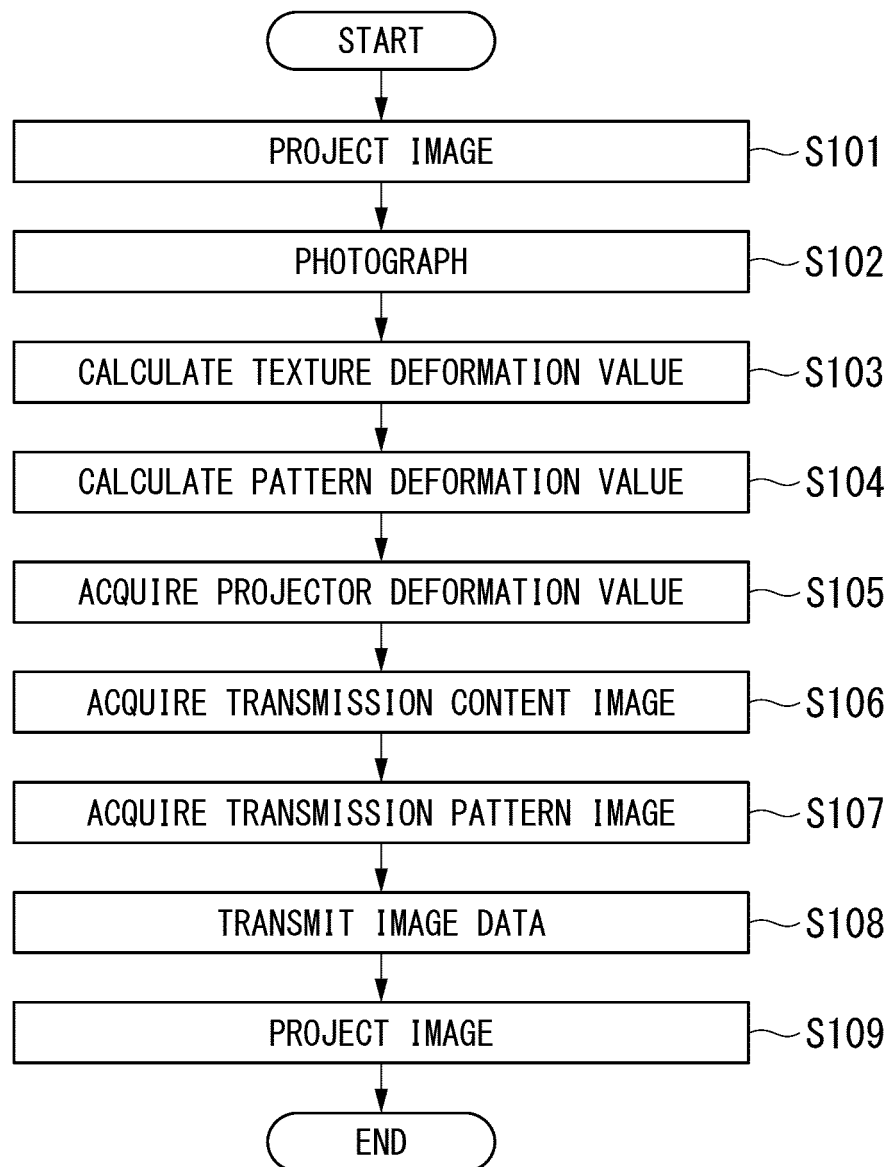 START
PROJECT IMAGE S101
PHOTOGRAPH S102
CALCULATE TEXTURE DEFORMATION VALUE S103
CALCULATE PATTERN DEFORMATION VALUE S104
ACQUIRE PROJECTOR DEFORMATION VALUE S105
ACQUIRE TRANSMISSION CONTENT IMAGE S106
ACQUIRE TRANSMISSION PATTERN IMAGE S107
TRANSMIT IMAGE DATA S108
PROJECT IMAGE S109
END